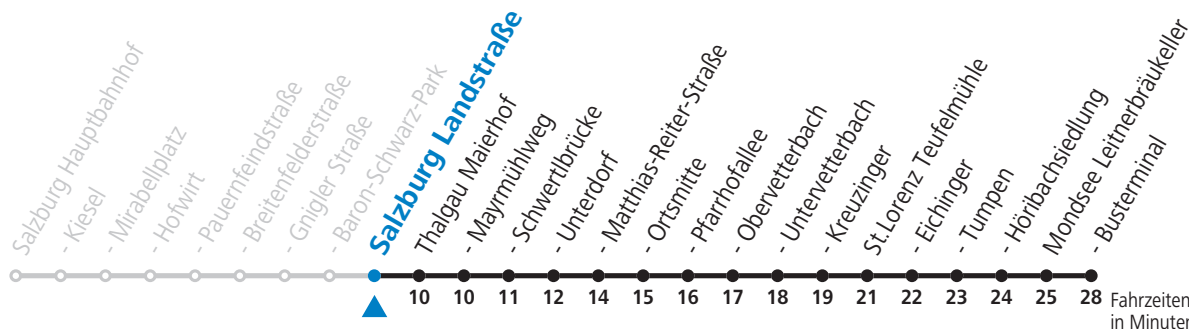 Salzburg Hauptbahnhof
- Kiesel
- Mirabellplatz
- Hofwirt
- Pauernfeindstraße
- Breitenfelderstraße
- Gnigler Straße
- Baron-Schwarz-Park
Salzburg Landstraße
Thalgau Maierhof
- Mayrmühlweg
- Schwertlbrücke
- Unterdorf
- Matthias-Reiter-Straße
- Ortsmitte
- Pfarrhofallee
- Obervetterbach
- Untervetterbach
- Kreuzinger
St.Lorenz Teufelmühle
- Eichinger
- Tumpen
- Höribachsiedlung
Mondsee Leitnerbräukeller
- Busterminal
10 10 11 12 14 15 16 17 18 19 21 22 23 24 25 28
Fahrzeiten
in Minuten